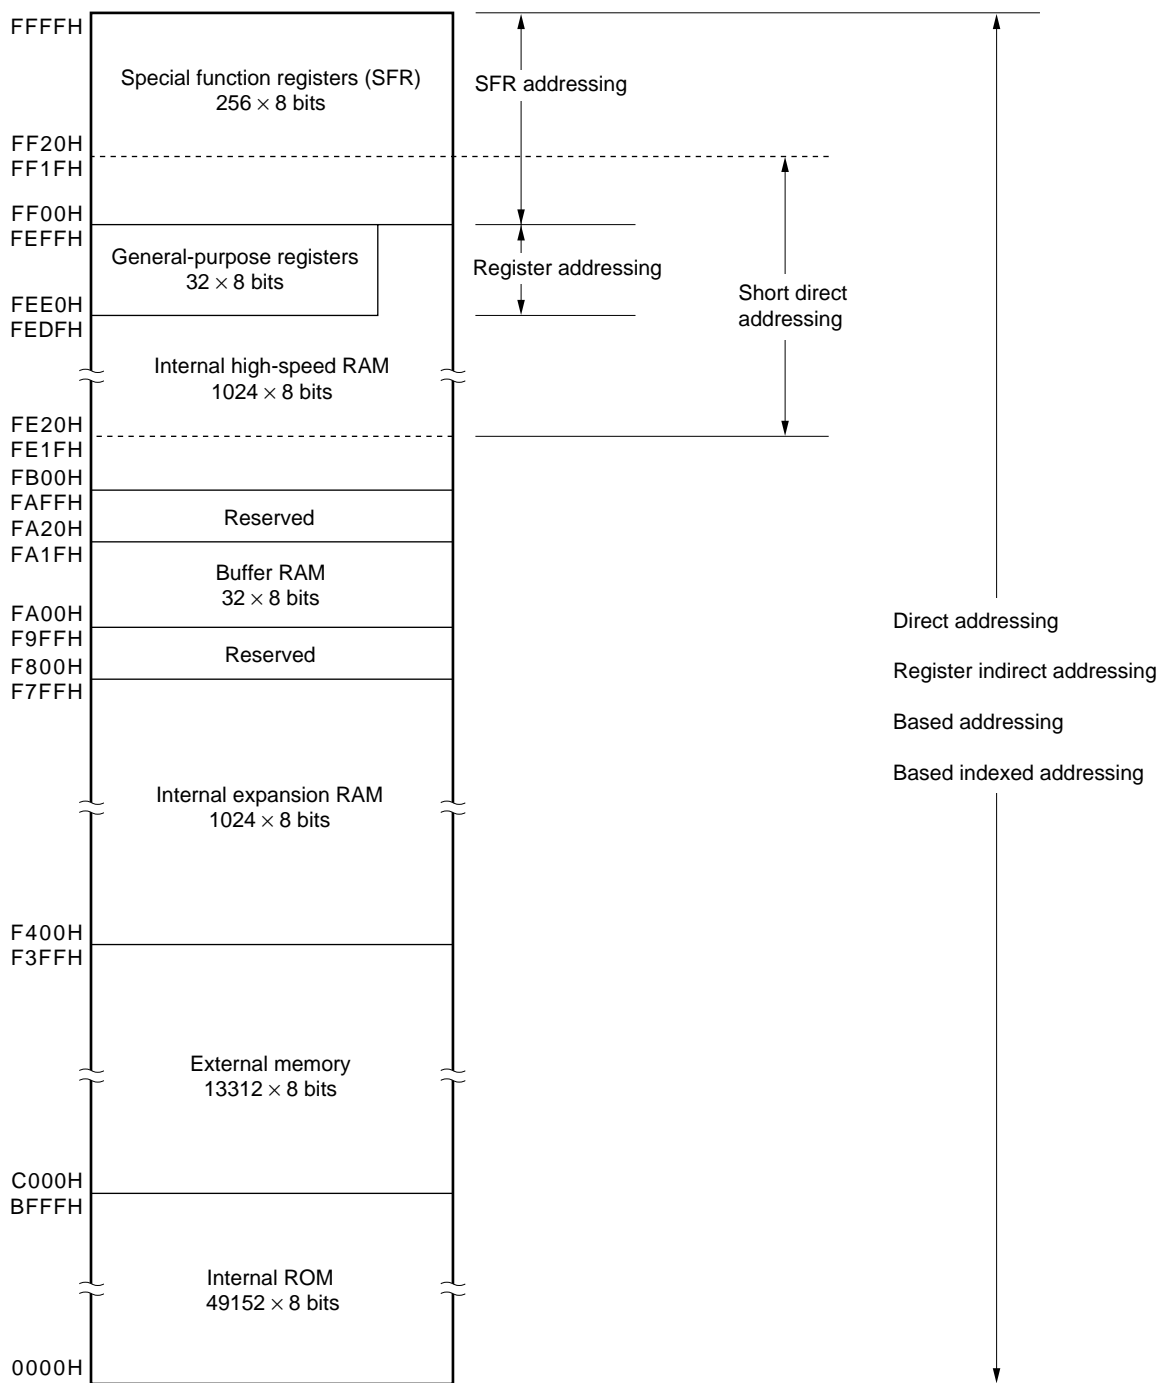 FFFFH
Special function registers (SFR)
256 × 8 bits
SFR addressing
FF20H
FF1FH
FF00H
FEFFH
General-purpose registers
32 × 8 bits
Register addressing
FEE0H
FEDFH
Short direct
addressing
Internal high-speed RAM
1024 × 8 bits
FE20H
FE1FH
FB00H
FAFFH
Reserved
FA20H
FA1FH
Buffer RAM
32 × 8 bits
FA00H
F9FFH
Reserved
F800H
F7FFH
Direct addressing
Register indirect addressing
Based addressing
Based indexed addressing
Internal expansion RAM
1024 × 8 bits
F400H
F3FFH
External memory
13312 × 8 bits
C000H
BFFFH
Internal ROM
49152 × 8 bits
0000H